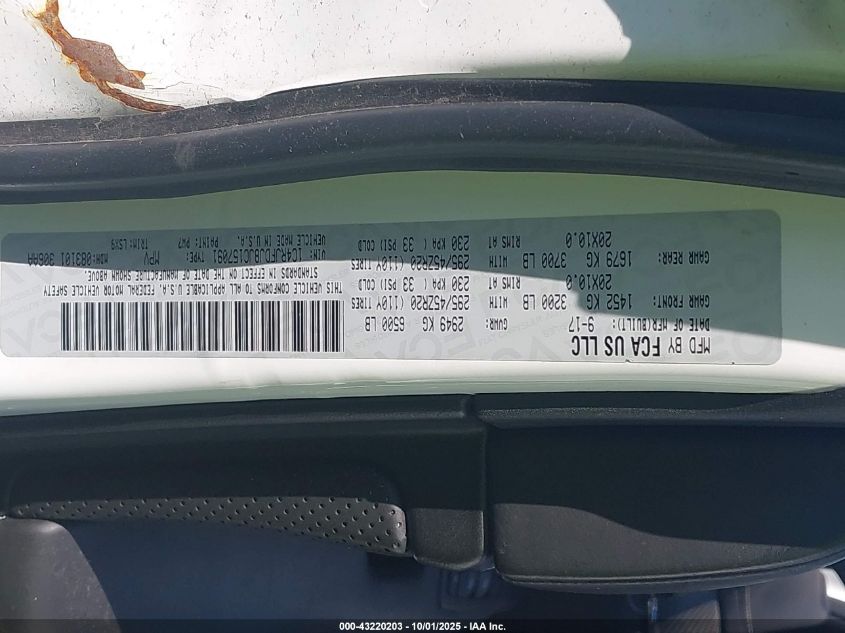 MFD BY FCA US LLC
DATE OF MFR(BUILT): 9-17 GVWR: 2949 KG 6500 LB
GAWR FRONT: 1452 KG 3200 LB WITH 295/45ZR20 (110Y TIRES
20X10.0 RIMS AT 230 KPA ( 33 PSI) COLD
GAWR REAR: 1679 KG 3700 LB WITH 295/45ZR20 (110Y TIRES
20X10.0 RIMS AT 230 KPA ( 33 PSI) COLD
THIS VEHICLE CONFORMS TO ALL APPLICABLE U.S.A. FEDERAL MOTOR VEHICLE SAFETY
STANDARDS IN EFFECT ON THE DATE OF MANUFACTURE SHOWN ABOVE.
TYPE: MPV MDH: 083101 306AA
VEHICLE MADE IN U.S.A. PAINT: PW7 TRIM: LSX9
000-43220203 - 10/01/2025 - IAA Inc.